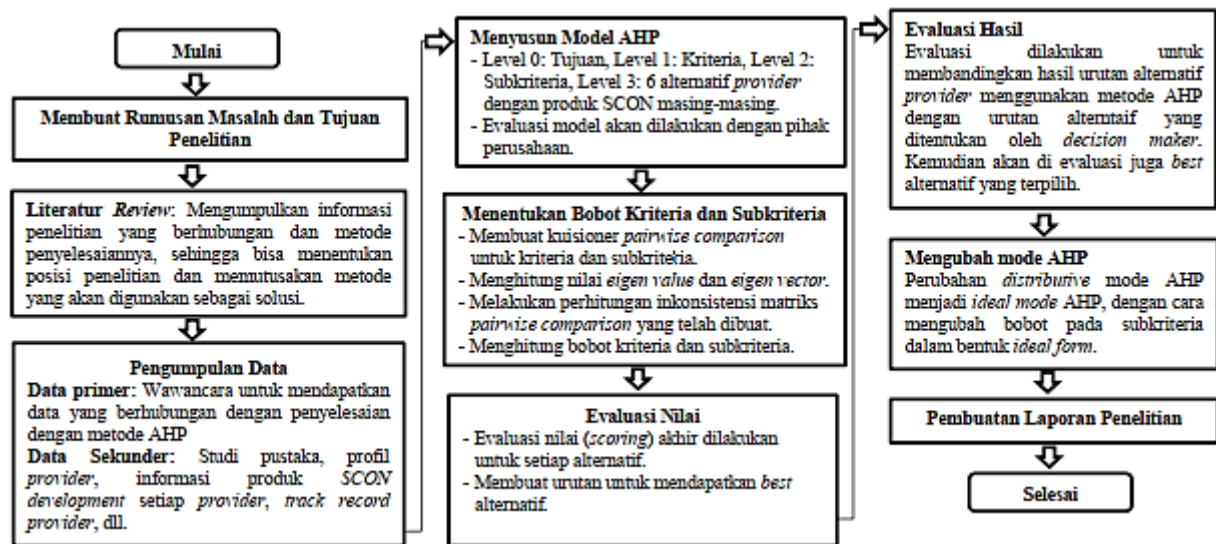 Mulai
Membuat Rumusan Masalah dan Tujuan
Penelitian
Literatur Review: Mengumpulkan informasi
penelitian yang berhubungan dan metode
penyelesaiannya, sehingga bisa menentukan
posisi penelitian dan memutusakan metode
yang akan digunakan sebagai solusi.
Pengumpulan Data
Data primer: Wawancara untuk mendapatkan
data yang berhubungan dengan penyelesaian
dengan metode AHP
Data Sekunder: Studi pustaka, profil
provider, informasi produk SCON
development setiap provider, track record
provider, dll.
Menyusun Model AHP
- Level 0: Tujuan, Level 1: Kriteria, Level 2:
Subkriteria, Level 3: 6 alternatif provider
dengan produk SCON masing-masing.
- Evaluasi model akan dilakukan dengan pihak
perusahaan.
Menentukan Bobot Kriteria dan Subkriteria
- Membuat kuisioner pairwise comparison
untuk kriteria dan subkriteria.
- Menghitung nilai eigen value dan eigen vector.
- Melakukan perhitungan inkonsistensi matriks
pairwise comparison yang telah dibuat.
- Menghitung bobot kriteria dan subkriteria.
Evaluasi Nilai
- Evaluasi nilai (scoring) akhir dilakukan
untuk setiap alternatif.
- Membuat urutan untuk mendapatkan best
alternatif.
Evaluasi Hasil
Evaluasi dilakukan untuk
membandingkan hasil urutan alternatif
provider menggunakan metode AHP
dengan urutan alterntaif yang
ditentukan oleh decision maker.
Kemudian akan di evaluasi juga best
alternatif yang terpilih.
Mengubah mode AHP
Perubahan distributive mode AHP
menjadi ideal mode AHP, dengan cara
mengubah bobot pada subkriteria
dalam bentuk ideal form.
Pembuatan Laporan Penelitian
Selesai